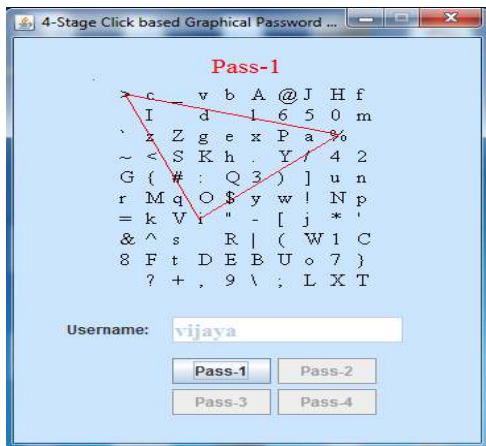 4-Stage Click based Graphical Password ...
Pass-1
> c _ v b A @ J H f
I d 1 6 5 0 m
` z Z g e x P a %
~ < S K h . Y / 4 2
G ( # : Q 3 ) ] u n
r M q O $ y w ! N p
= k V i " - [ j * '
& ^ s R | ( W 1 C
8 F t D E B U o 7 }
? + , 9 \ ; L X T
Username: vijaya
Pass-1 Pass-2
Pass-3 Pass-4